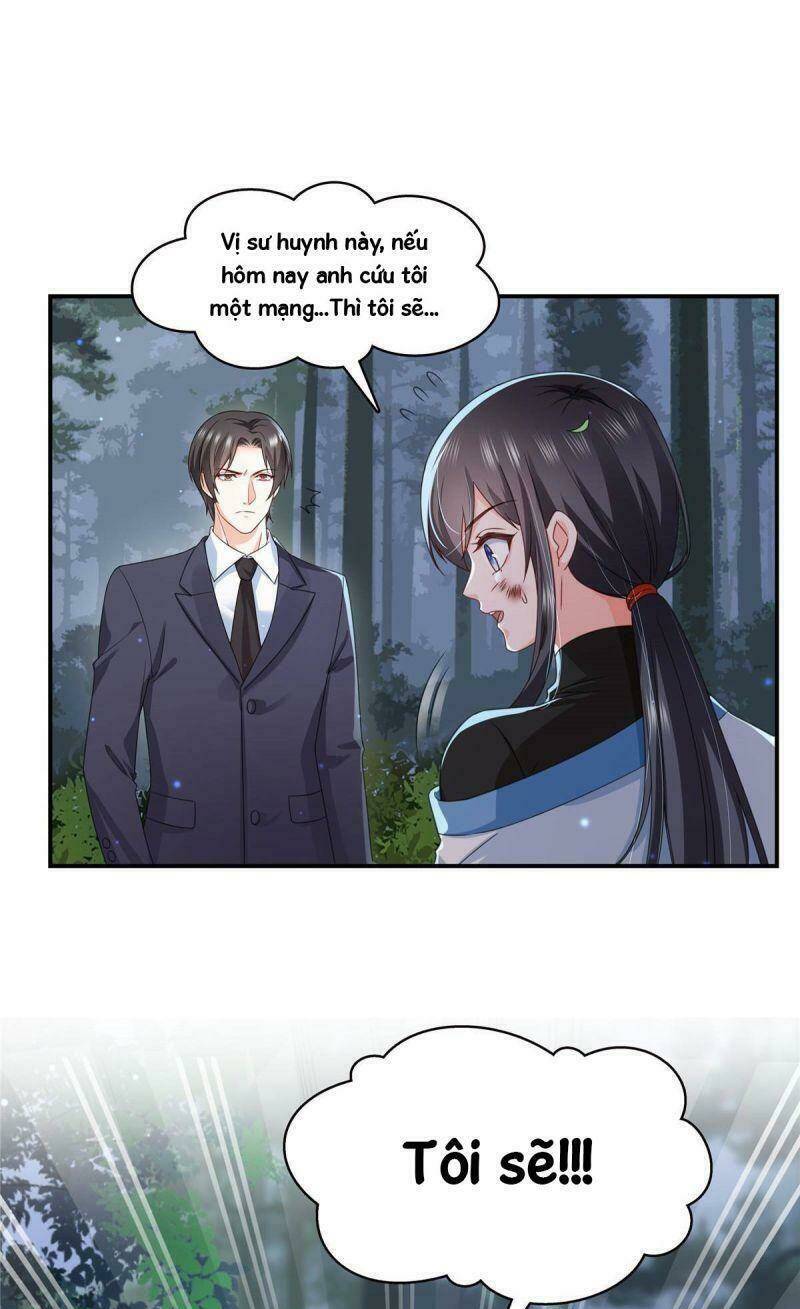 Vị sư huynh này, nếu
hôm nay anh cứu tôi
một mạng...Thì tôi sẽ...
Tôi sẽ!!!